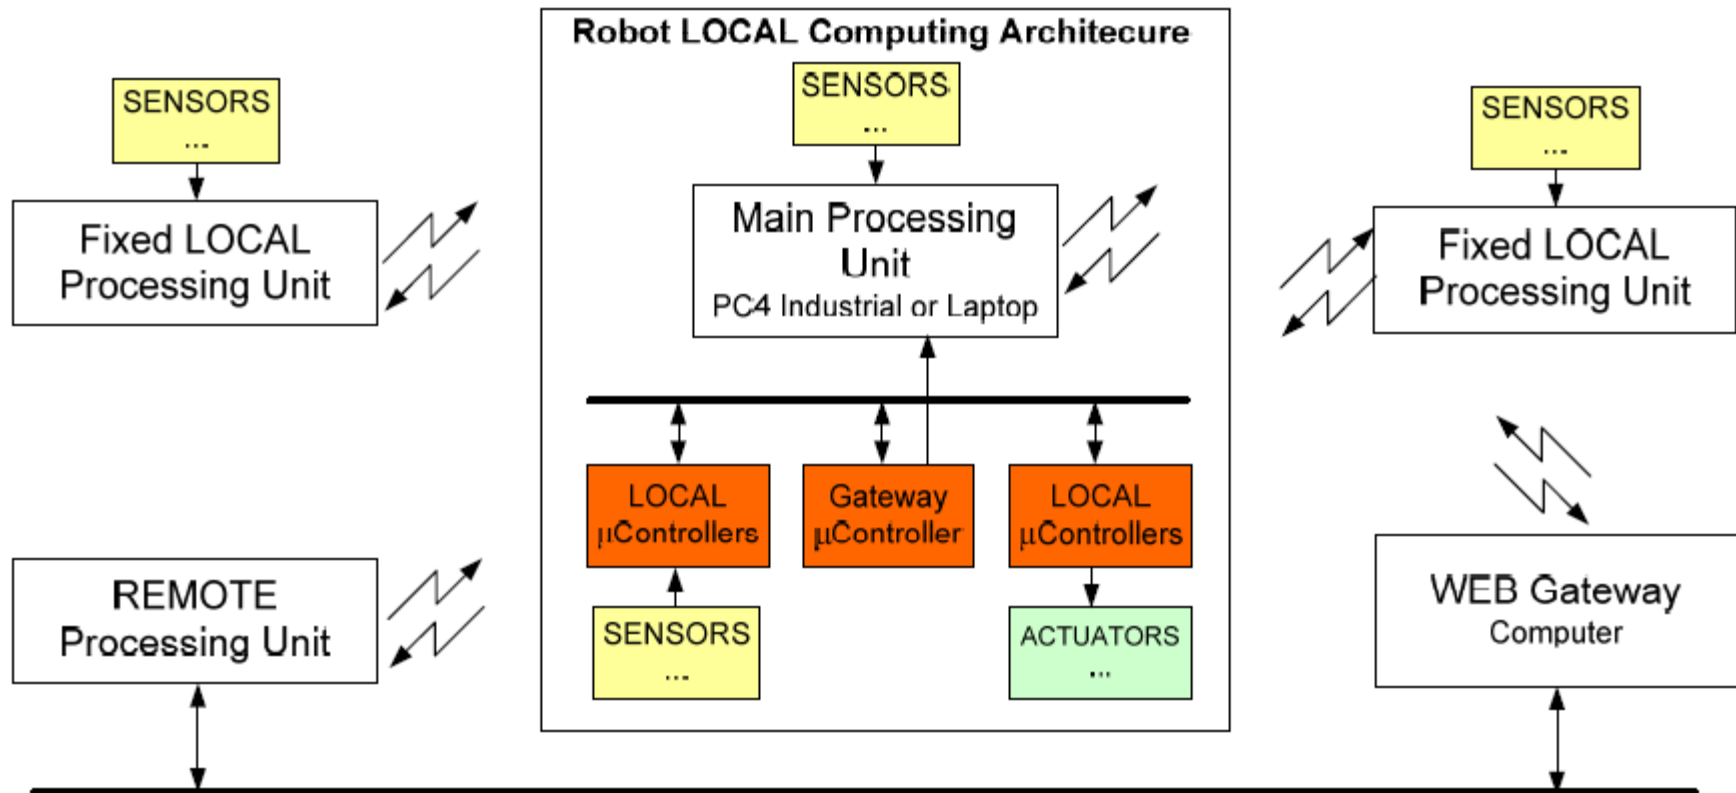 Robot LOCAL Computing Architecure
SENSORS
...
Fixed LOCAL
Processing Unit
SENSORS
...
Main Processing
Unit
PC4 Industrial or Laptop
SENSORS
...
Fixed LOCAL
Processing Unit
LOCAL
µControllers
Gateway
µController
LOCAL
µControllers
SENSORS
...
ACTUATORS
...
REMOTE
Processing Unit
WEB Gateway
Computer